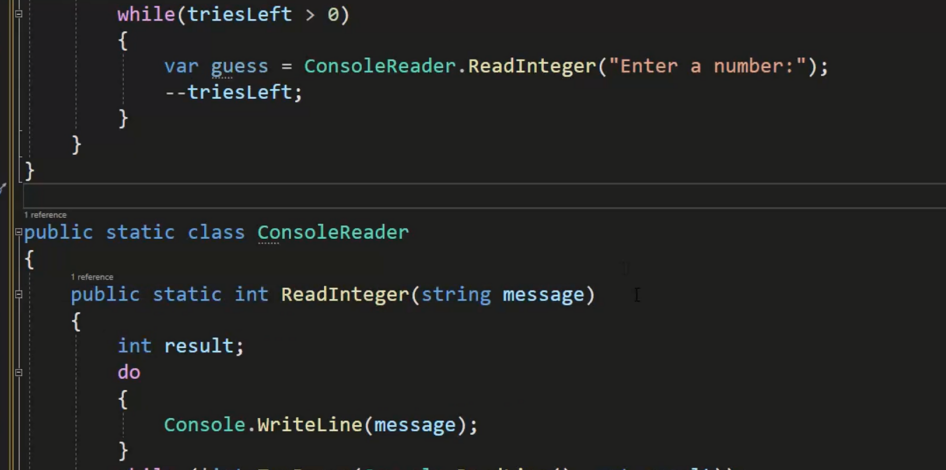 while(triesLeft > 0)
{
var guess = ConsoleReader.ReadInteger("Enter a number:");
--triesLeft;
}
}
}
1 reference
public static class ConsoleReader
{
1 reference
public static int ReadInteger(string message)
{
int result;
do
{
Console.WriteLine(message);
}